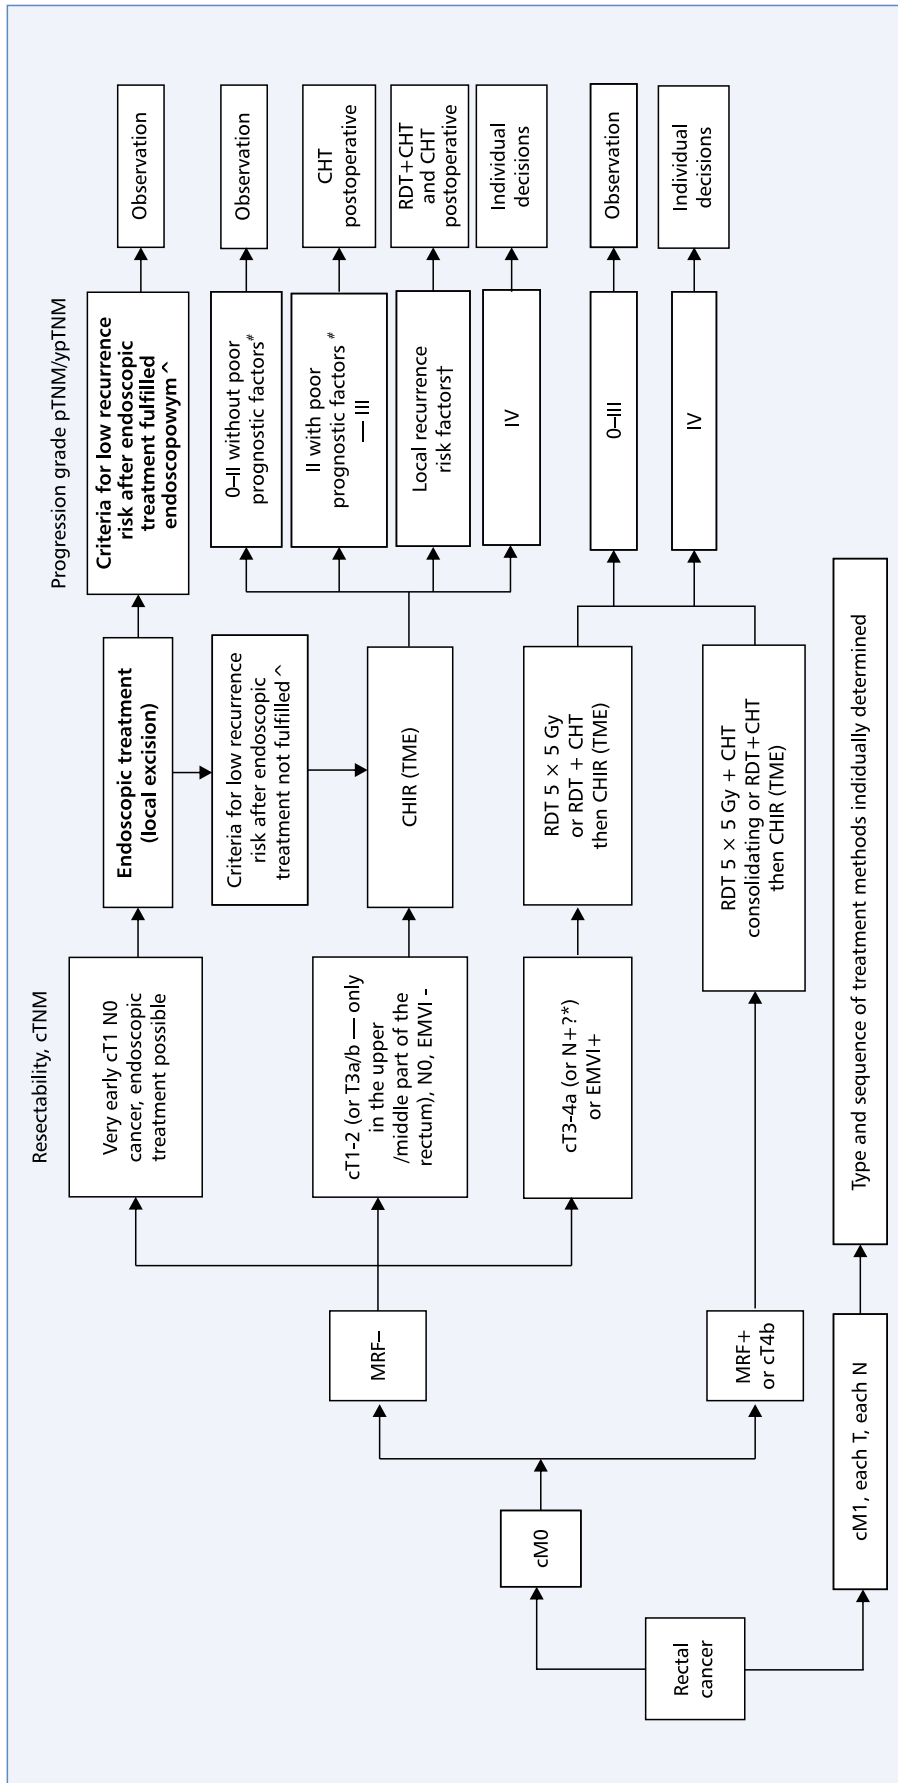 Resectability, cTNM
Progression grade pTNM/ypTNM
Rectal
cancer
cM0
cM1, each T, each N
MRF–
MRF+
or cT4b
Very early cT1 N0
cancer, endoscopic
treatment possible
cT1-2 (or T3a/b — only
in the upper
/middle part of the
rectum), N0, EMVI -
cT3-4a (or N+?*)
or EMVI+
Endoscopic treatment
(local excision)
Criteria for low recurrence
risk after endoscopic
treatment not fulfilled ^
CHIR (TME)
RDT 5 × 5 Gy
or RDT + CHT
then CHIR (TME)
RDT 5 × 5 Gy + CHT
consolidating or RDT+CHT
then CHIR (TME)
Type and sequence of treatment methods indidually determined
Criteria for low recurrence
risk after endoscopic
treatment fulfilled
endoscopowym ^
0–II without poor
prognostic factors#
II with poor
prognostic factors #
— III
Local recurrence
risk factors†
IV
0–III
IV
Observation
Observation
CHT
postoperative
RDT+CHT
and CHT
postoperative
Individual
decisions
Observation
Individual
decisions